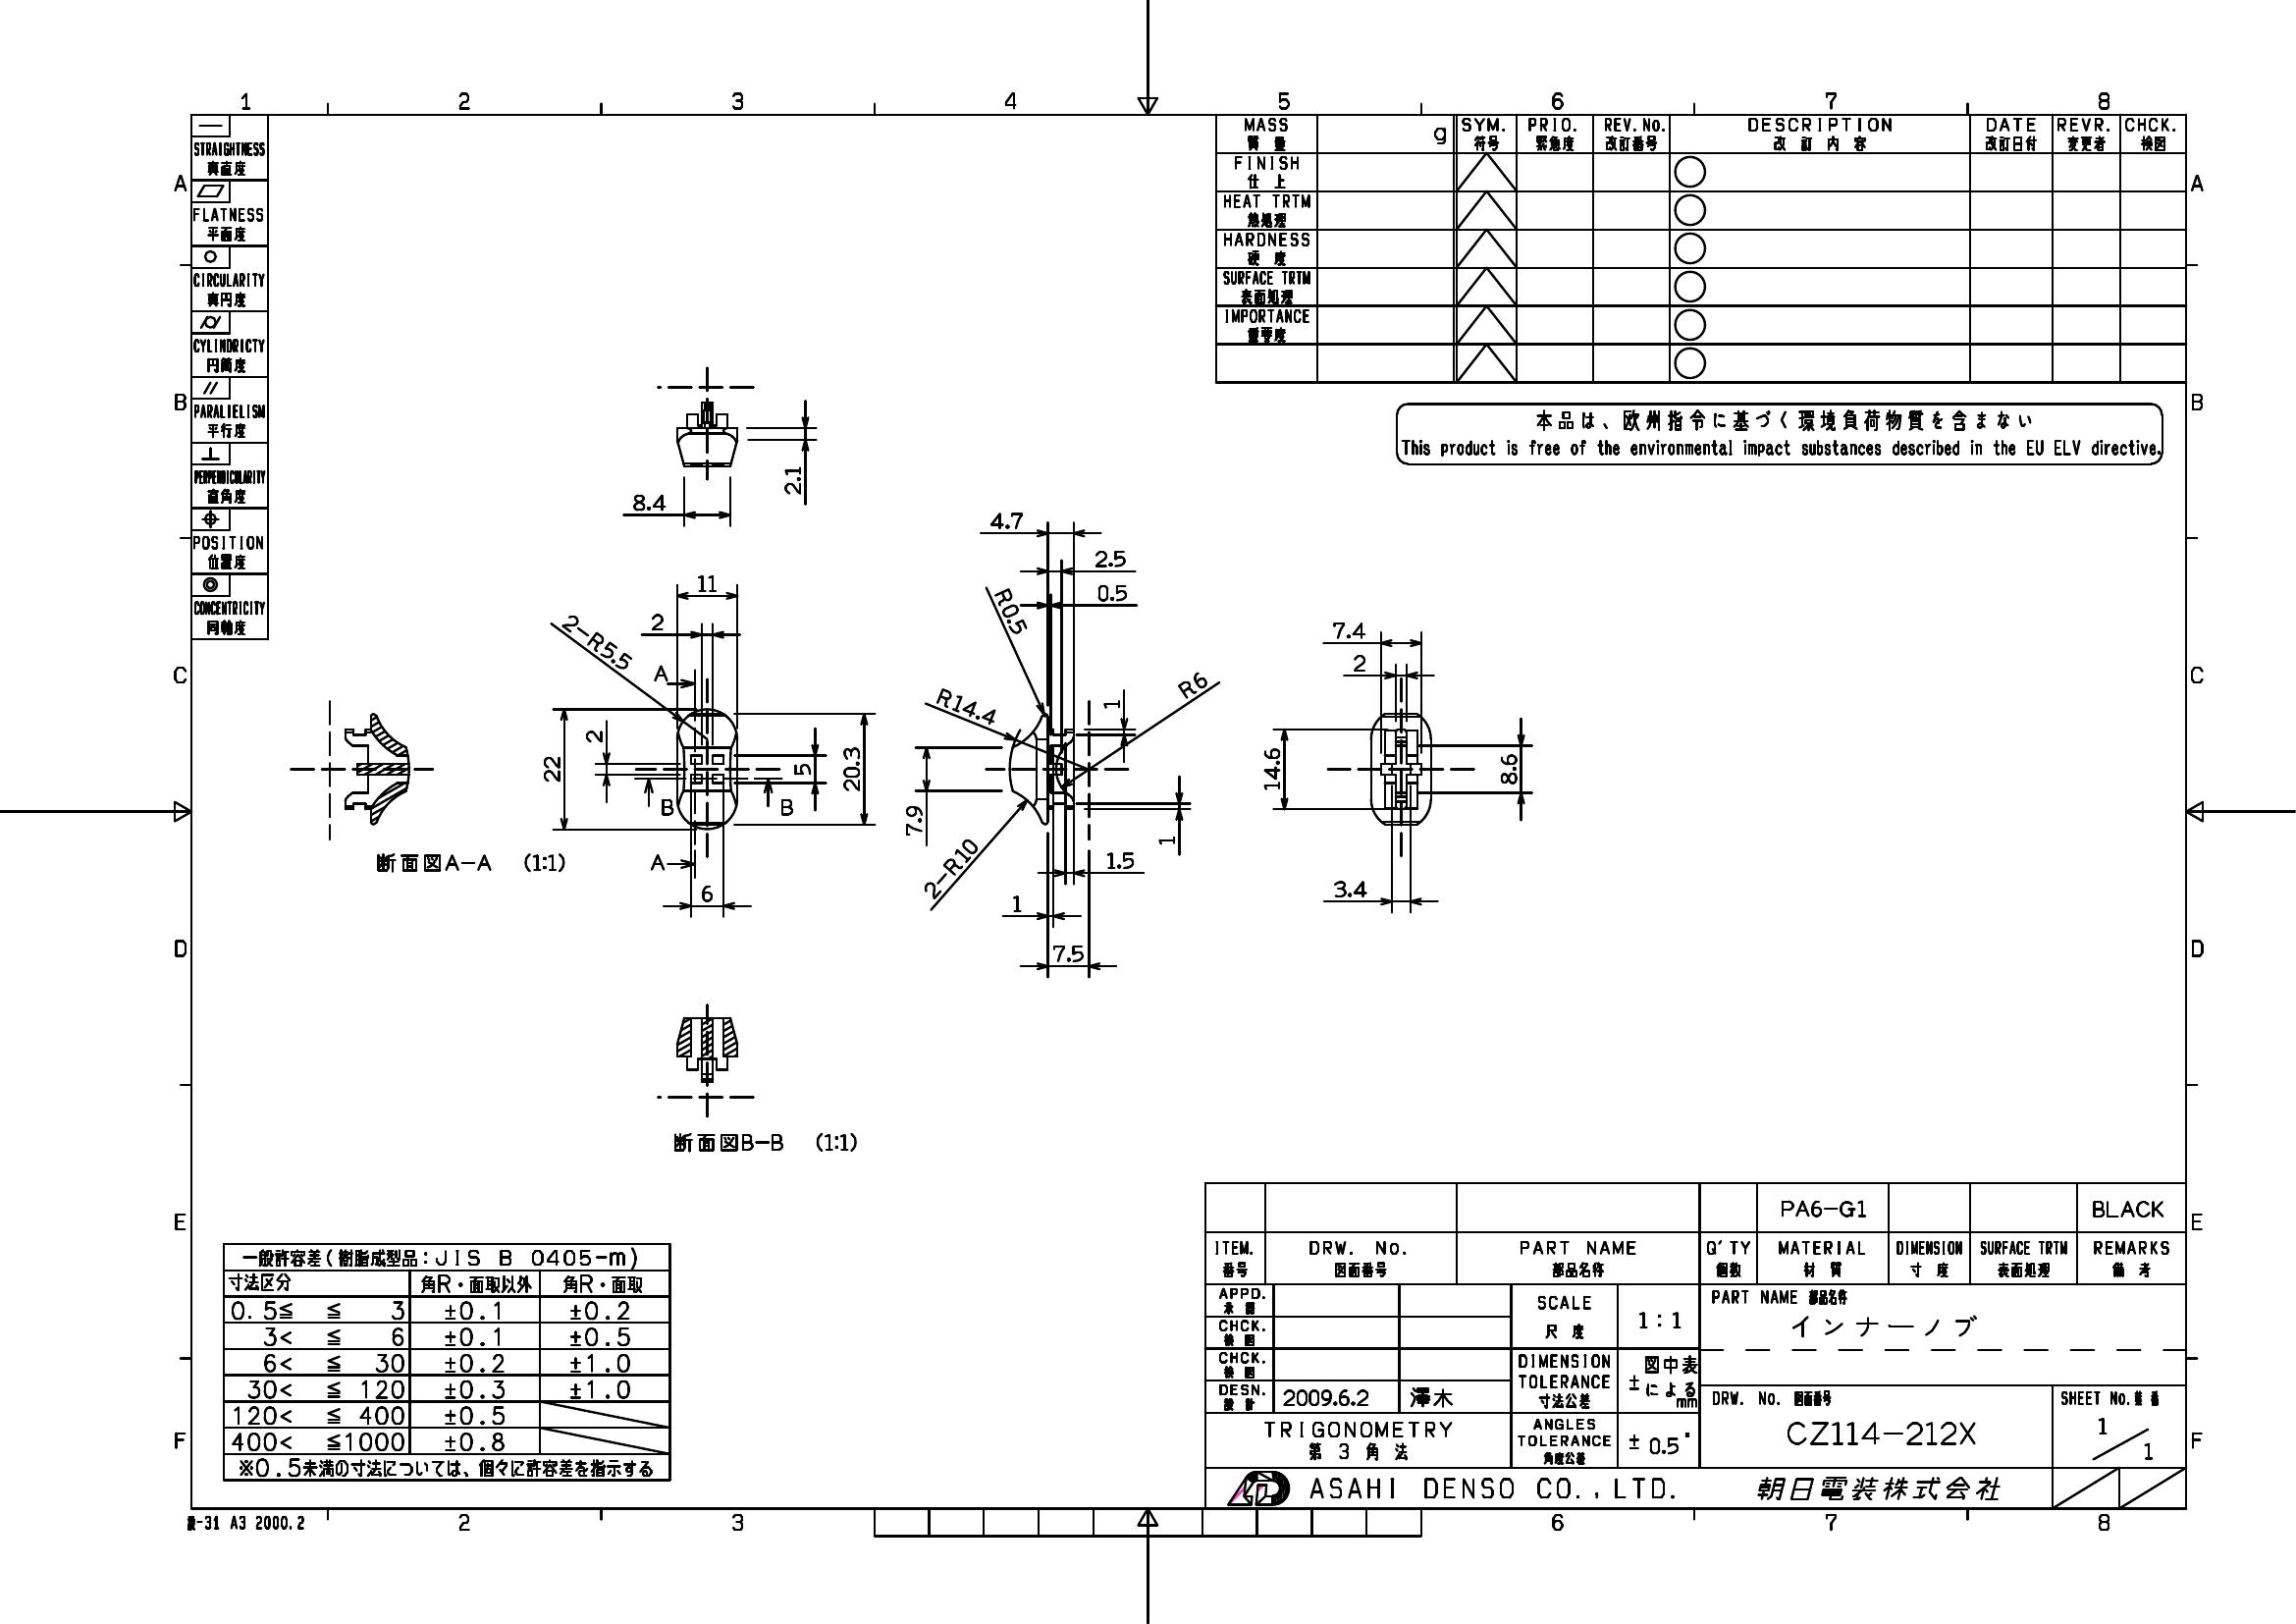 1 2 3 4 5 6 7 8
A B C D E F
STRAIGHTNESS
真直度
FLATNESS
平面度
CIRCULARITY
真円度
CYLINDRICTY
円筒度
PARALIELISM
平行度
PERPENDICULARITY
直角度
POSITION
位置度
CONCENTRICITY
同軸度
MASS g SYM. PRIO. REV.No. DESCRIPTION DATE REVR. CHCK.
質量 符号 緊急度 改訂番号 改訂内容 改訂日付 変更者 検図
FINISH
仕上
HEAT TRTM
熱処理
HARDNESS
硬度
SURFACE TRTM
表面処理
IMPORTANCE
重要度
本品は、欧州指令に基づく環境負荷物質を含まない
This product is free of the environmental impact substances described in the EU ELV directive.
8.4
2.1
11
2
2-R5.5
A
22
2
5
20.3
B B
A
6
断面図A-A (1:1)
4.7
2.5
0.5
R0.5
R14.4
R6
1
7.9
2-R10
1
1.5
1
7.5
7.4
2
14.6
8.6
3.4
断面図B-B (1:1)
一般許容差(樹脂成型品:JIS B 0405-m)
寸法区分 角R・面取以外 角R・面取
0.5≦ ≦ 3 ±0.1 ±0.2
3< ≦ 6 ±0.1 ±0.5
6< ≦ 30 ±0.2 ±1.0
30< ≦ 120 ±0.3 ±1.0
120< ≦ 400 ±0.5
400< ≦1000 ±0.8
※0.5未満の寸法については、個々に許容差を指示する
PA6-G1 BLACK
ITEM. DRW. No. PART NAME Q'TY MATERIAL DIMENSION SURFACE TRTM REMARKS
番号 図面番号 部品名称 個数 材質 寸度 表面処理 備考
APPD.
承認
CHCK.
検図
CHCK.
検図
DESN. 2009.6.2 澤木
設計
SCALE 1:1
尺度
DIMENSION
TOLERANCE
寸法公差
± 図中表による mm
ANGLES
TOLERANCE
角度公差
± 0.5°
TRIGONOMETRY
第3角法
PART NAME 部品名称
インナーノブ
DRW. No. 図面番号
CZ114-212X
SHEET No.
1/1
ASAHI DENSO CO.,LTD. 朝日電装株式会社
-31 A3 2000.2
2 3 6 7 8
A B C D E F